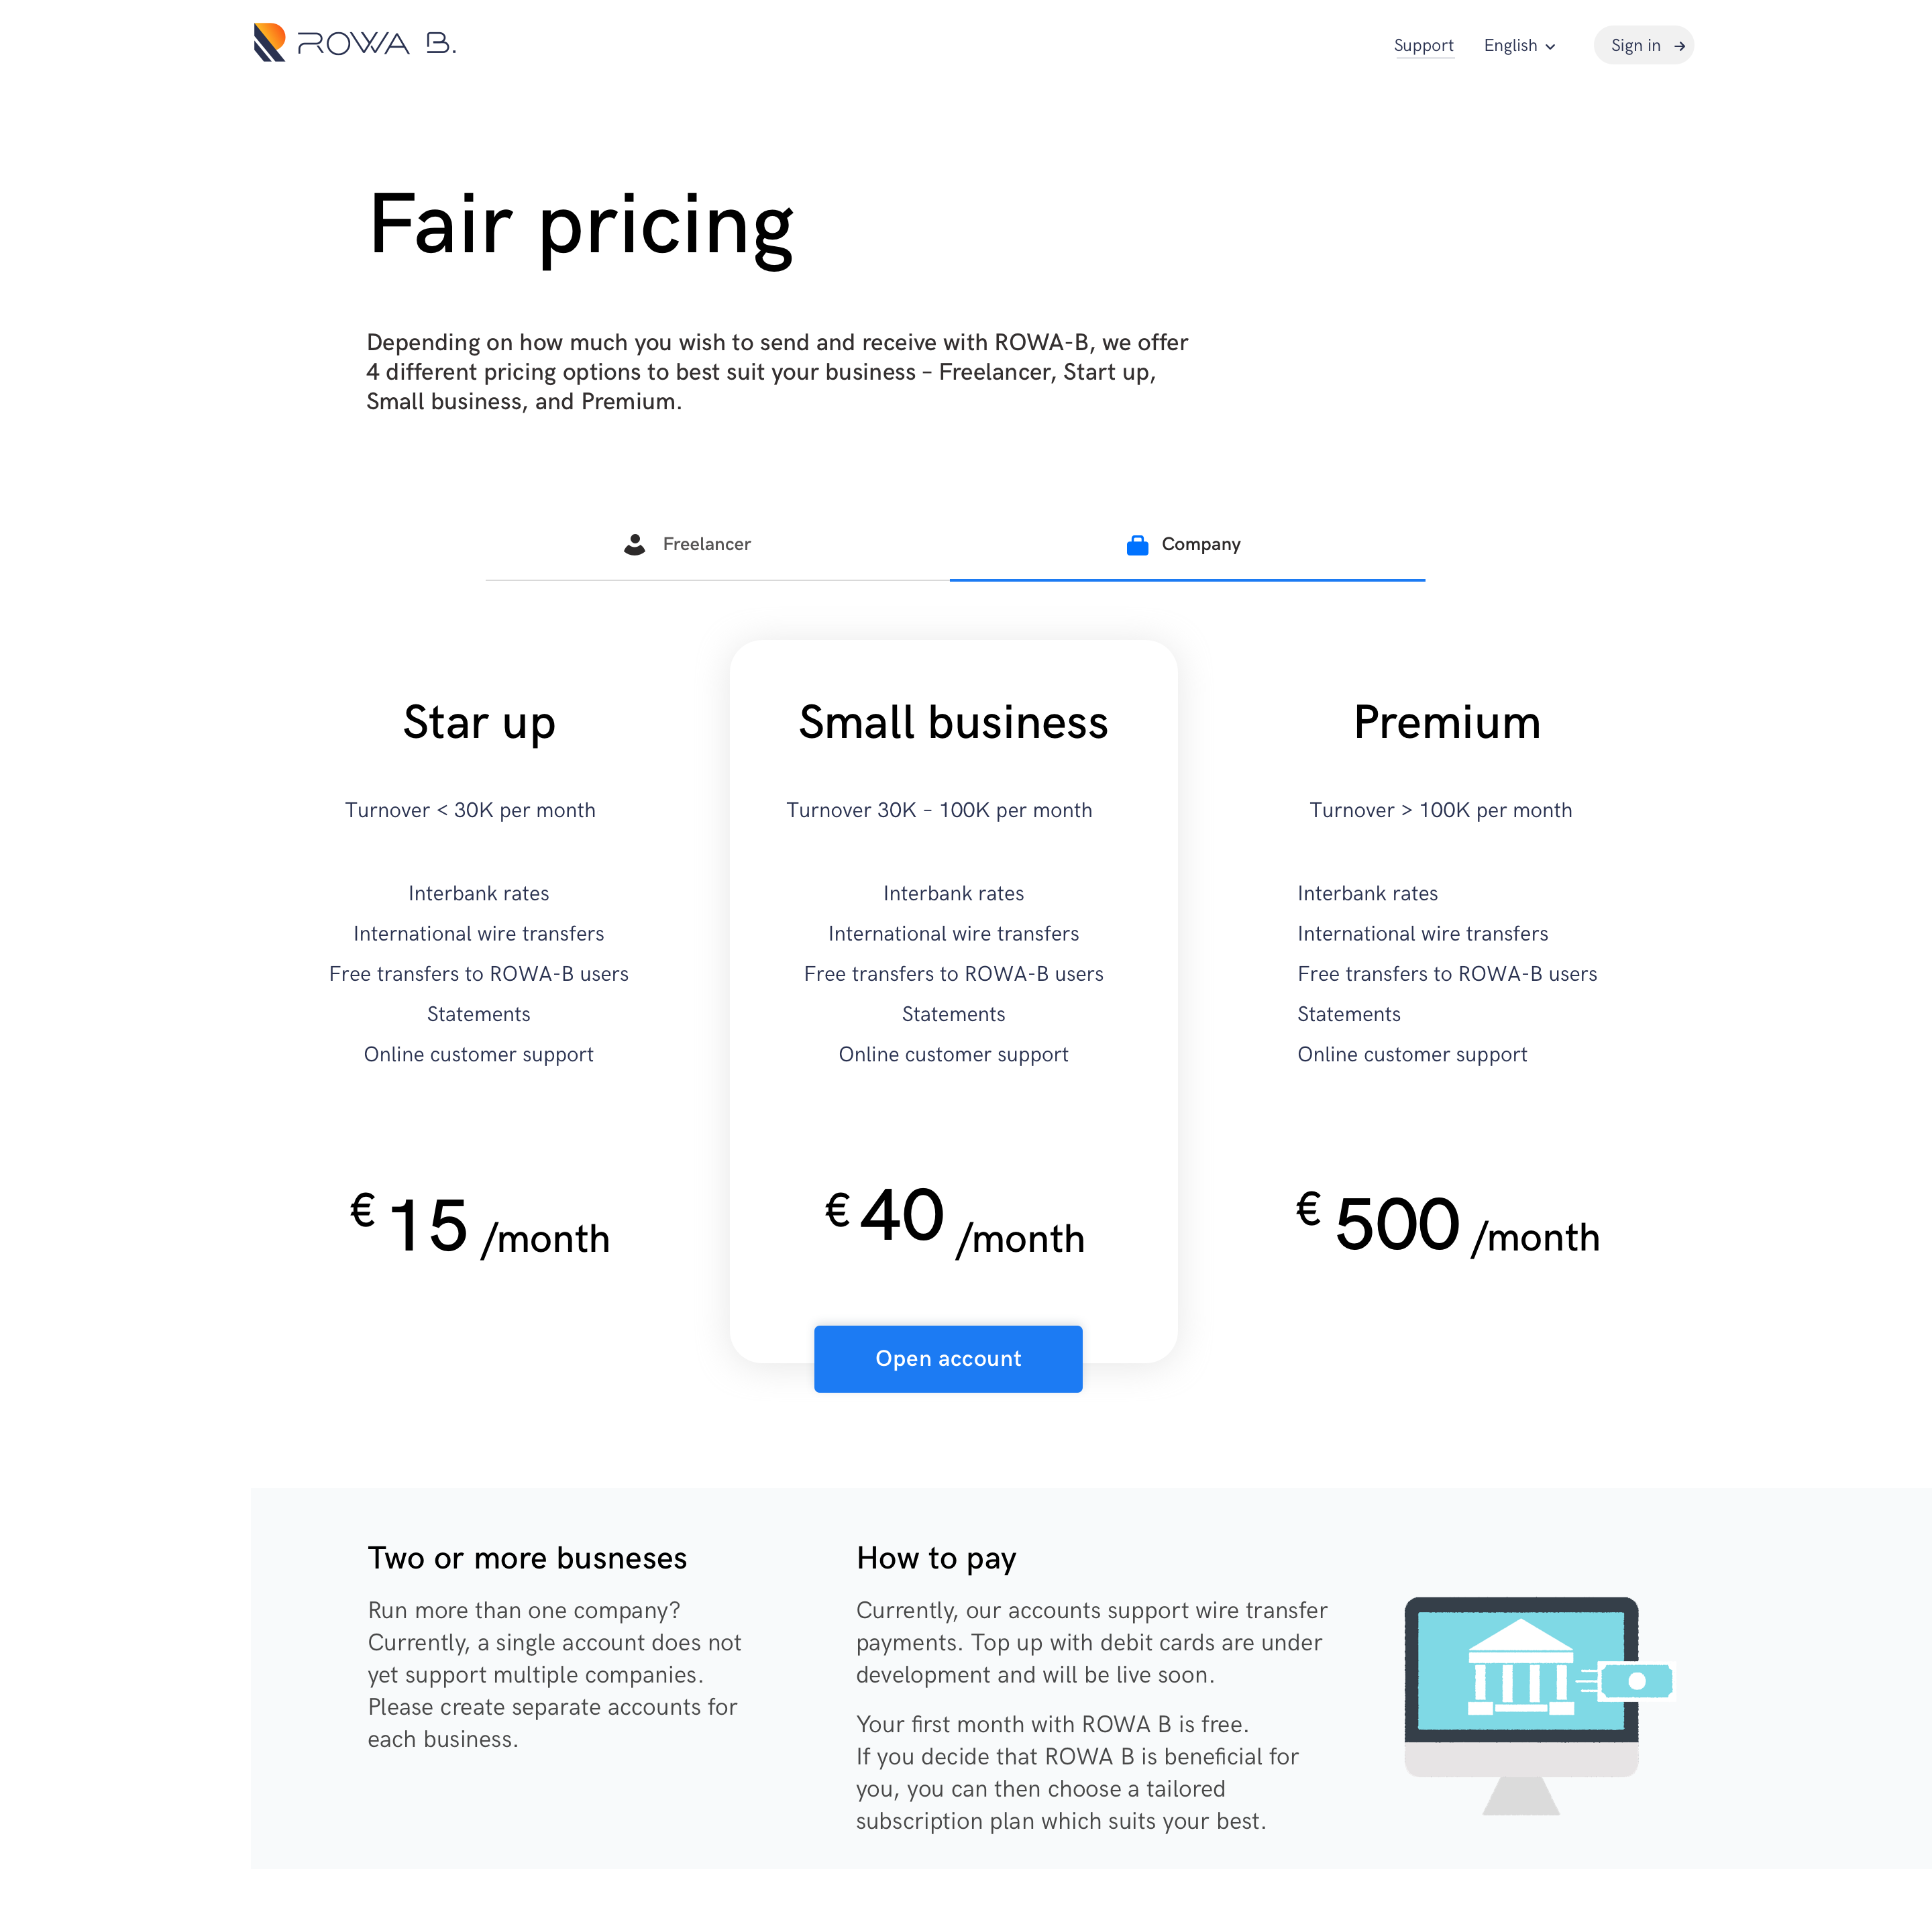 ROWA B.
Support English Sign in
Fair pricing
Depending on how much you wish to send and receive with ROWA-B, we offer
4 different pricing options to best suit your business – Freelancer, Start up,
Small business, and Premium.
Freelancer
Company
Star up
Turnover < 30K per month
Interbank rates
International wire transfers
Free transfers to ROWA-B users
Statements
Online customer support
€ 15 /month
Small business
Turnover 30K – 100K per month
Interbank rates
International wire transfers
Free transfers to ROWA-B users
Statements
Online customer support
€ 40 /month
Open account
Premium
Turnover > 100K per month
Interbank rates
International wire transfers
Free transfers to ROWA-B users
Statements
Online customer support
€ 500 /month
Two or more busneses
Run more than one company?
Currently, a single account does not
yet support multiple companies.
Please create separate accounts for
each business.
How to pay
Currently, our accounts support wire transfer
payments. Top up with debit cards are under
development and will be live soon.
Your first month with ROWA B is free.
If you decide that ROWA B is beneficial for
you, you can then choose a tailored
subscription plan which suits your best.